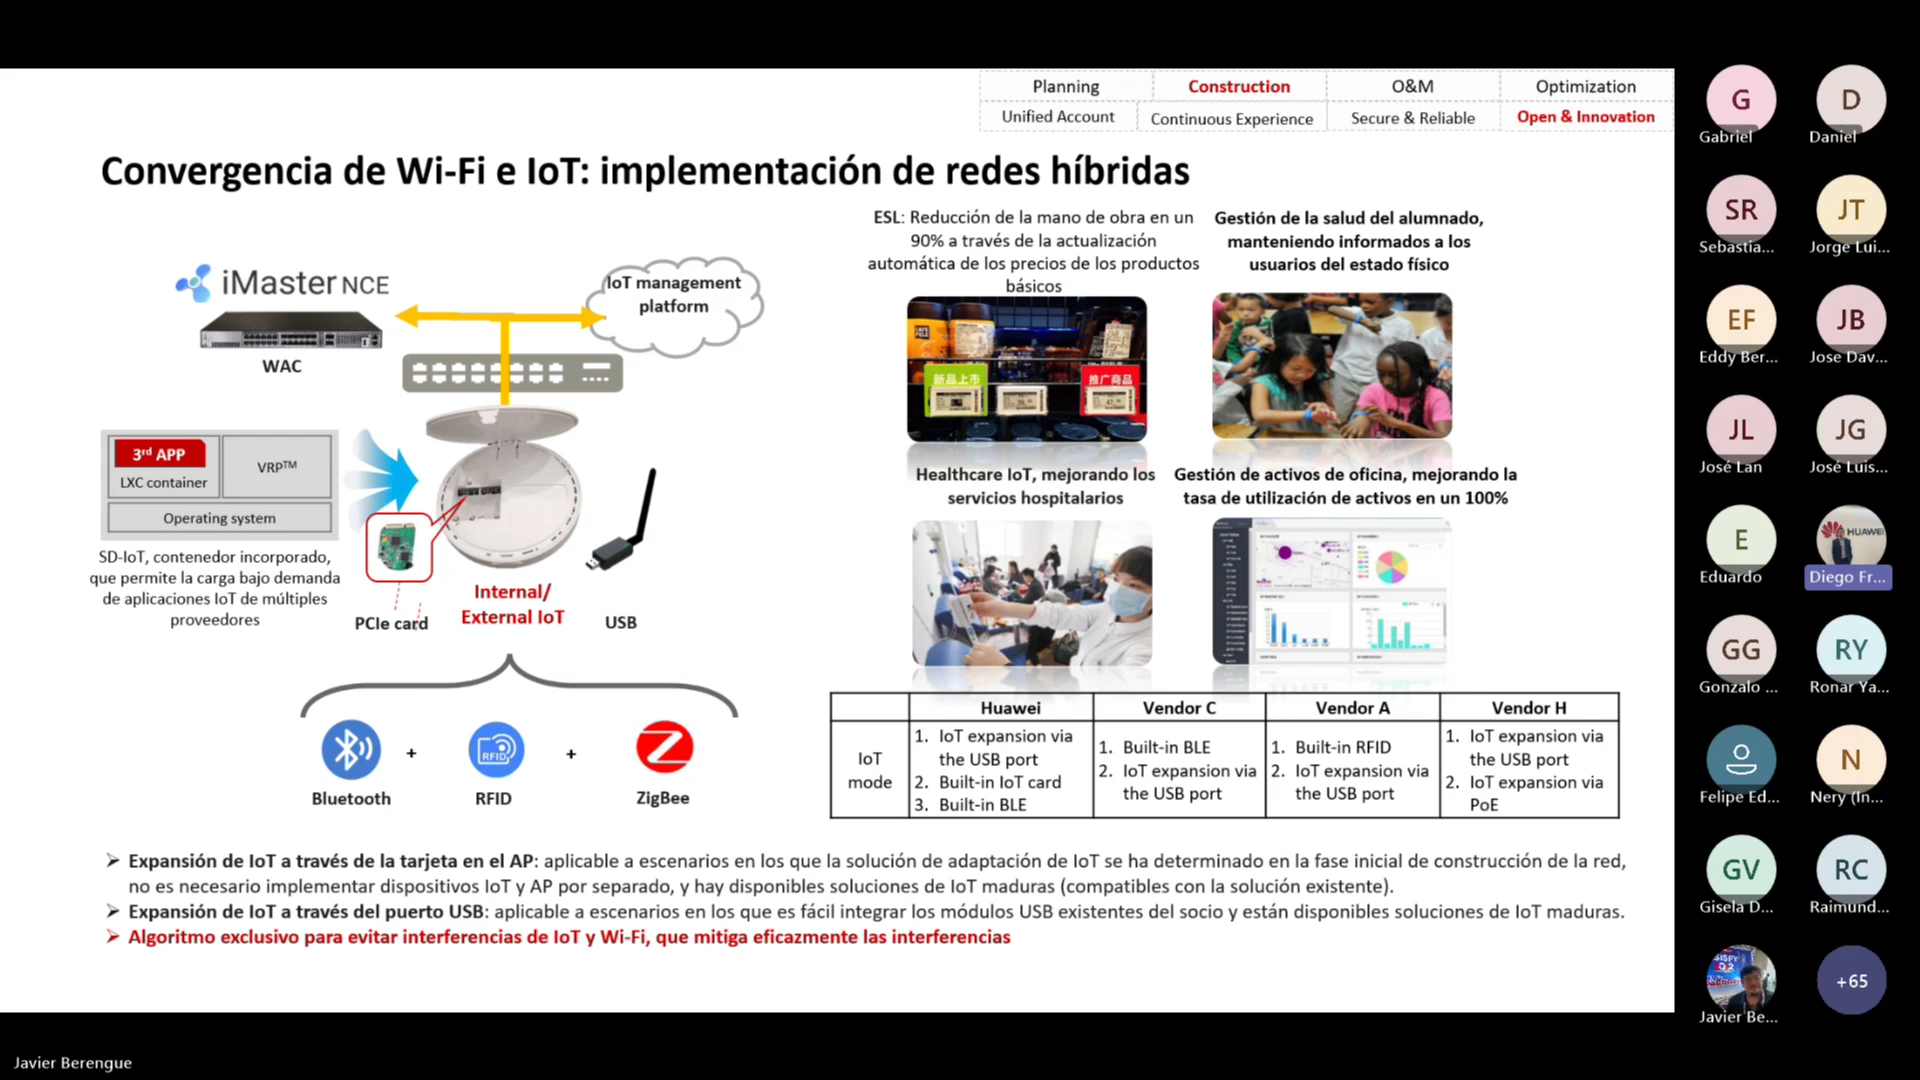 Planning
Construction
O&M
Optimization
Unified Account
Continuous Experience
Secure & Reliable
Open & Innovation
Convergencia de Wi-Fi e IoT: implementación de redes híbridas
iMaster NCE
WAC
IoT management
platform
3rd APP
LXC container
VRP™
Operating system
SD-IoT, contenedor incorporado,
que permite la carga bajo demanda
de aplicaciones IoT de múltiples
proveedores
PCIe card
Internal/
External IoT
USB
Bluetooth
+
RFID
RFID
+
ZigBee
ESL: Reducción de la mano de obra en un
90% a través de la actualización
automática de los precios de los productos
básicos
Gestión de la salud del alumnado,
manteniendo informados a los
usuarios del estado físico
新品上市
推广商品
Healthcare IoT, mejorando los
servicios hospitalarios
Gestión de activos de oficina, mejorando la
tasa de utilización de activos en un 100%
Huawei
Vendor C
Vendor A
Vendor H
IoT
mode
1. IoT expansion via
the USB port
2. Built-in IoT card
3. Built-in BLE
1. Built-in BLE
2. IoT expansion via
the USB port
1. Built-in RFID
2. IoT expansion via
the USB port
1. IoT expansion via
the USB port
2. IoT expansion via
PoE
➢ Expansión de IoT a través de la tarjeta en el AP: aplicable a escenarios en los que la solución de adaptación de IoT se ha determinado en la fase inicial de construcción de la red,
no es necesario implementar dispositivos IoT y AP por separado, y hay disponibles soluciones de IoT maduras (compatibles con la solución existente).
➢ Expansión de IoT a través del puerto USB: aplicable a escenarios en los que es fácil integrar los módulos USB existentes del socio y están disponibles soluciones de IoT maduras.
➢ Algoritmo exclusivo para evitar interferencias de IoT y Wi-Fi, que mitiga eficazmente las interferencias
G
Gabriel
D
Daniel
SR
Sebastia...
JT
Jorge Lui...
EF
Eddy Ber...
JB
Jose Dav...
JL
José Lan
JG
José Luis...
E
Eduardo
HUAWEI
Diego Fr...
GG
Gonzalo ...
RY
Ronar Ya...
Felipe Ed...
N
Nery (In...
GV
Gisela D...
RC
Raimund...
Javier Be...
+65
Javier Berengue